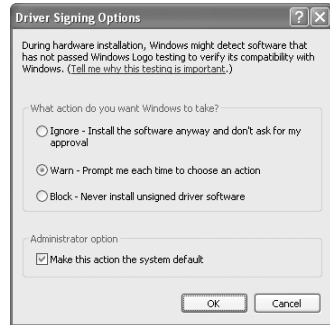 Driver Signing Options
During hardware installation, Windows might detect software that
has not passed Windows Logo testing to verify its compatibility with
Windows. (Tell me why this testing is important.)
What action do you want Windows to take?
Ignore - Install the software anyway and don't ask for my
approval
Warn - Prompt me each time to choose an action
Block - Never install unsigned driver software
Administrator option
Make this action the system default
OK Cancel